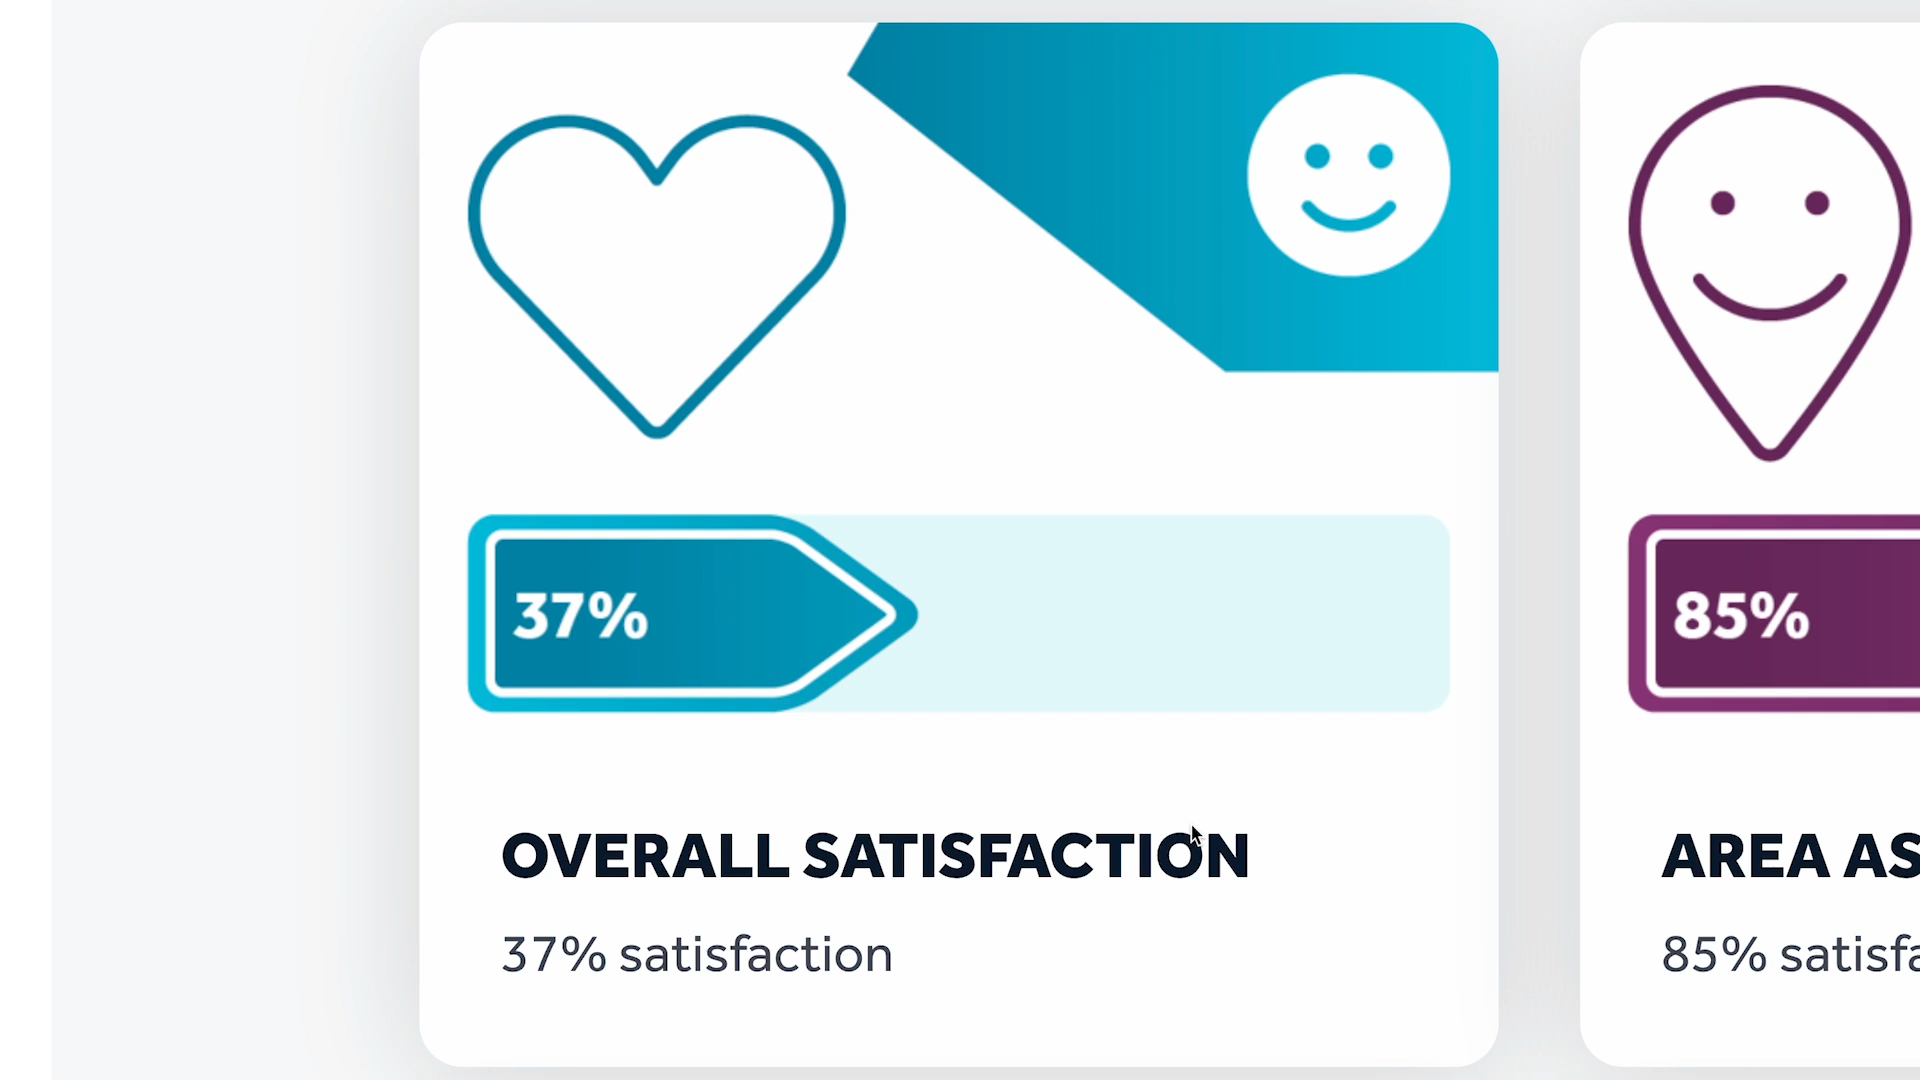 37%
OVERALL SATISFACTION
37% satisfaction
85%
AREA AS
85% satisfa